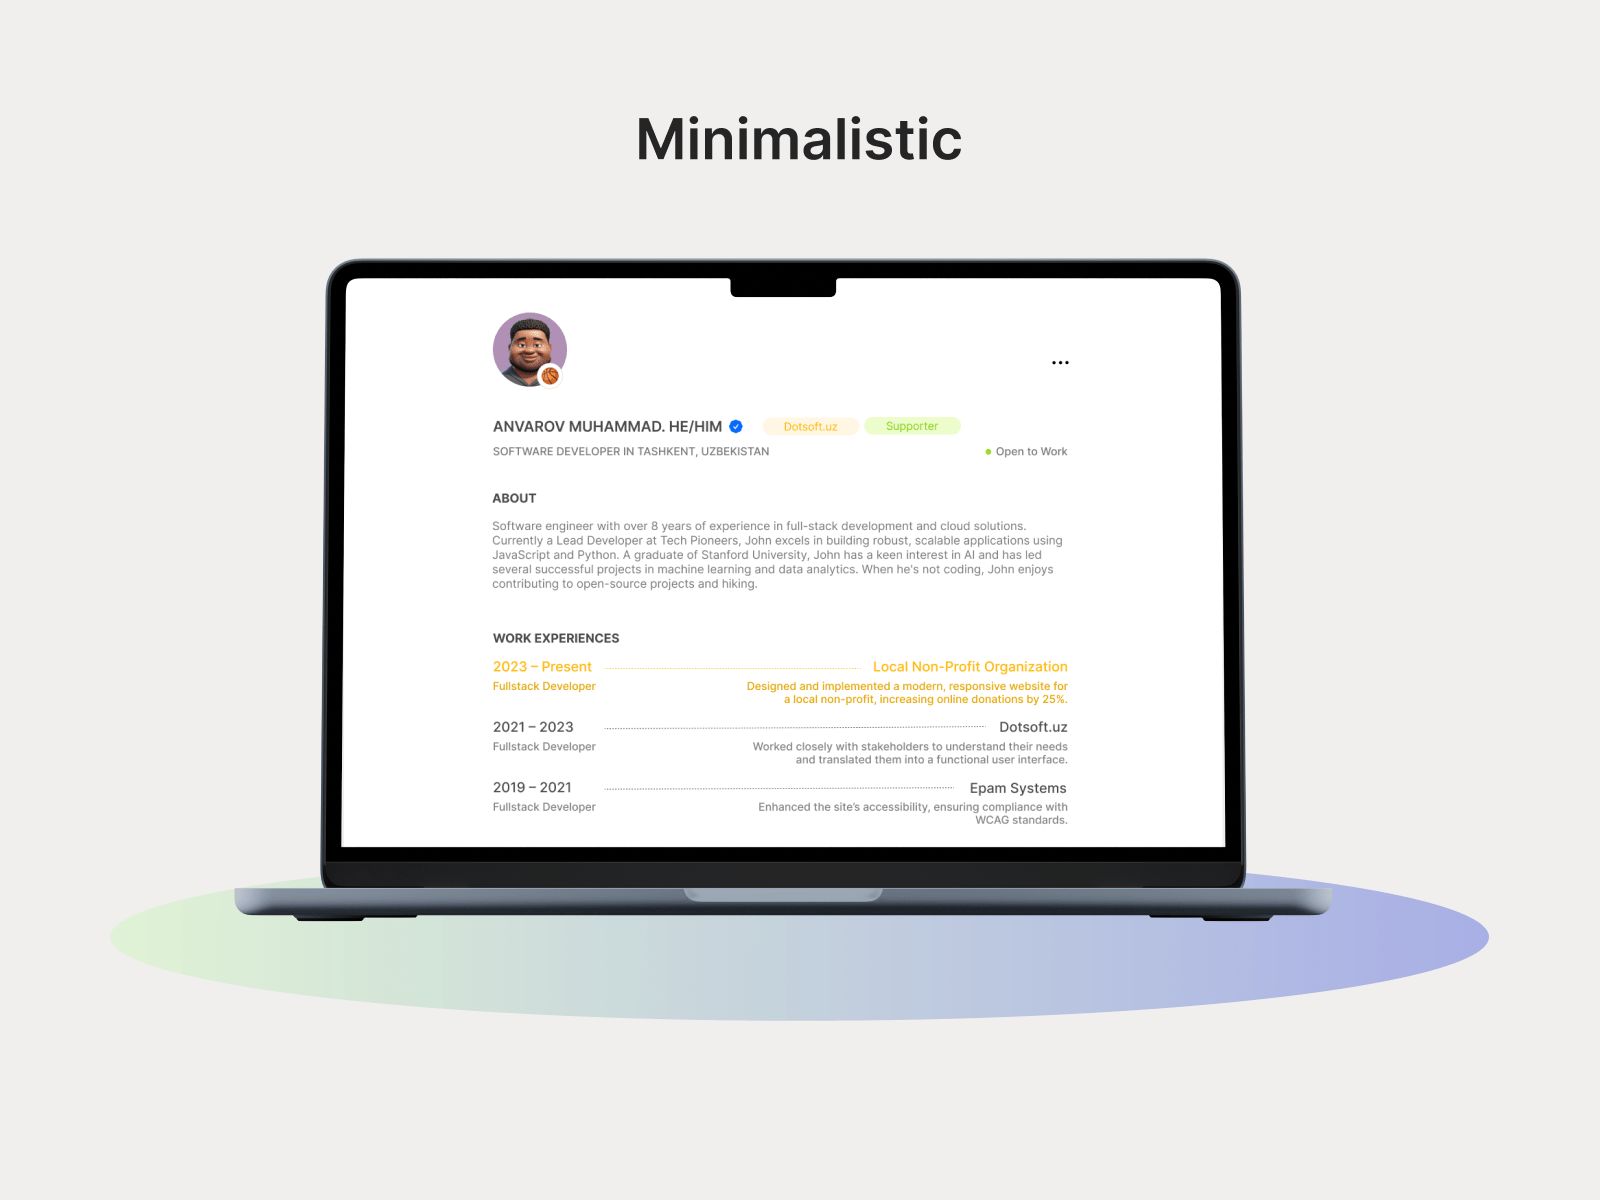 Minimalistic
ANVAROV MUHAMMAD. HE/HIM Dotsoft.uz Supporter
SOFTWARE DEVELOPER IN TASHKENT, UZBEKISTAN Open to Work
ABOUT
Software engineer with over 8 years of experience in full-stack development and cloud solutions.
Currently a Lead Developer at Tech Pioneers, John excels in building robust, scalable applications using
JavaScript and Python. A graduate of Stanford University, John has a keen interest in AI and has led
several successful projects in machine learning and data analytics. When he's not coding, John enjoys
contributing to open-source projects and hiking.
WORK EXPERIENCES
2023 – Present Local Non-Profit Organization
Fullstack Developer Designed and implemented a modern, responsive website for
a local non-profit, increasing online donations by 25%.
2021 – 2023 Dotsoft.uz
Fullstack Developer Worked closely with stakeholders to understand their needs
and translated them into a functional user interface.
2019 – 2021 Epam Systems
Fullstack Developer Enhanced the site’s accessibility, ensuring compliance with
WCAG standards.